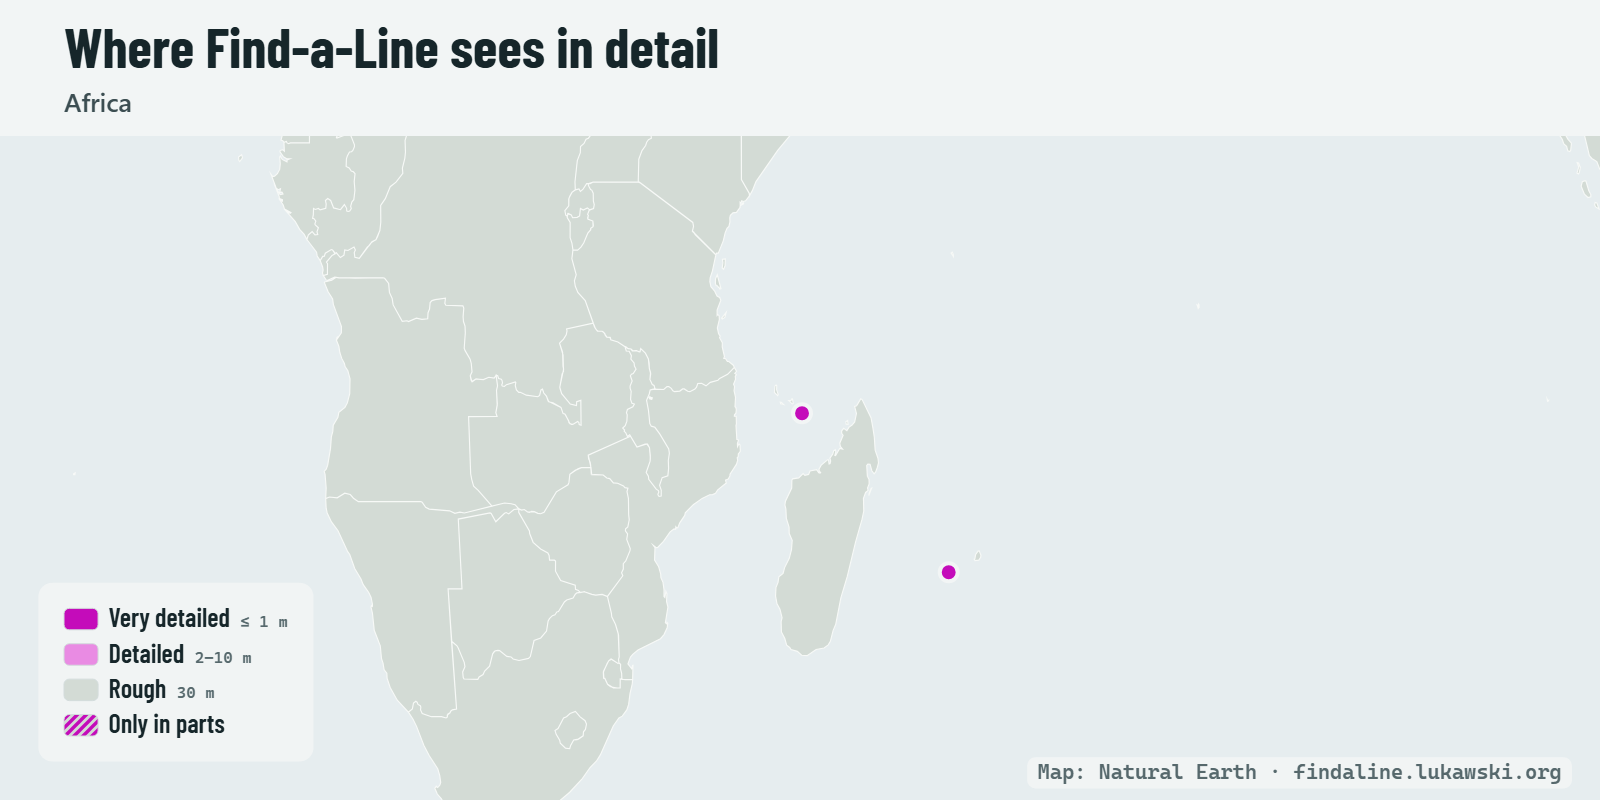 Where Find-a-Line sees in detail
Africa
Very detailed ≤ 1 m
Detailed 2–10 m
Rough 30 m
Only in parts
Map: Natural Earth · findaline.lukawski.org